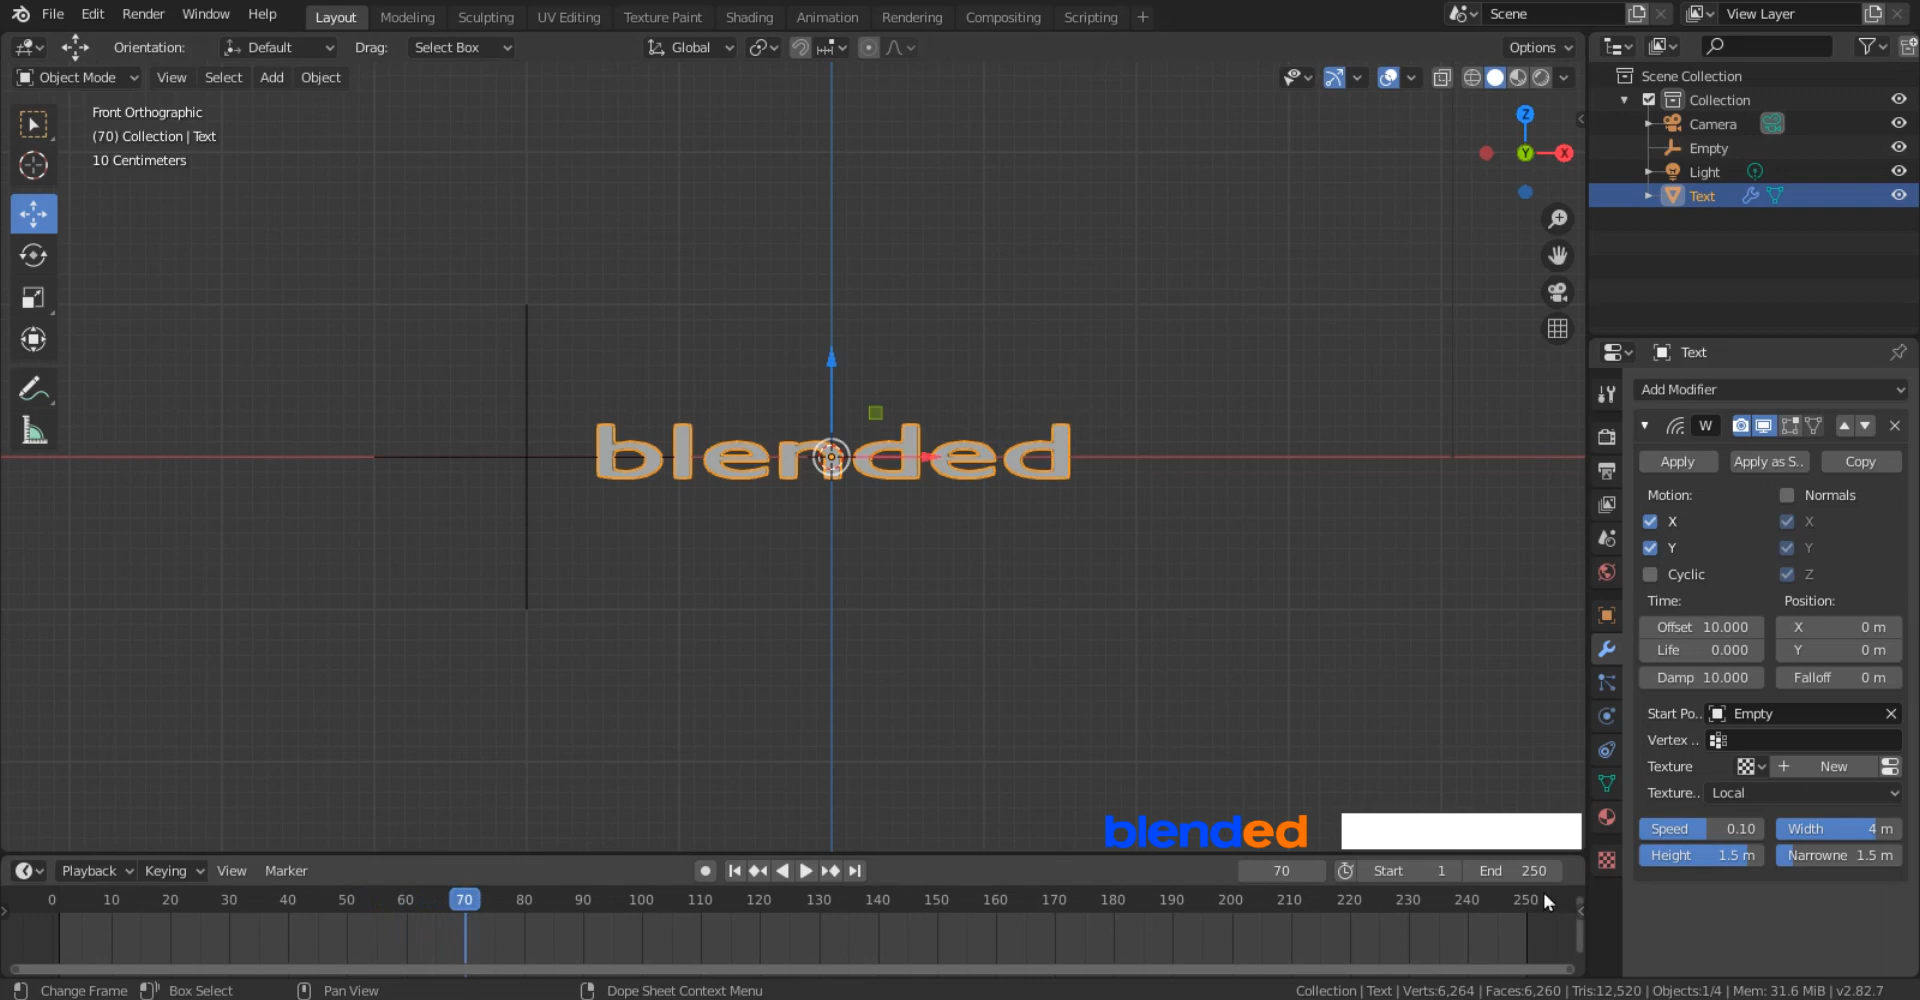 File Edit Render Window Help Layout Modeling Sculpting UV Editing Texture Paint Shading Animation Rendering Compositing Scripting + Scene View Layer
Orientation: Default Drag: Select Box Global Options
Object Mode View Select Add Object
Front Orthographic
(70) Collection | Text
10 Centimeters
Z
Y
X
blended
blended
Scene Collection
Collection
Camera
Empty
Light
Text
Text
Add Modifier
W
Apply Apply as S.. Copy
Motion: Normals
X X
Y Y
Cyclic Z
Time: Position:
Offset 10.000 X 0 m
Life 0.000 Y 0 m
Damp 10.000 Falloff 0 m
Start Po.. Empty
Vertex ..
Texture New
Texture.. Local
Speed 0.10 Width 4 m
Height 1.5 m Narrowne 1.5 m
Playback Keying View Marker 70 Start 1 End 250
0 10 20 30 40 50 60 70 80 90 100 110 120 130 140 150 160 170 180 190 200 210 220 230 240 250
Change Frame Box Select Pan View Dope Sheet Context Menu Collection | Text | Verts:6,264 | Faces:6,260 | Tris:12,520 | Objects:1/4 | Mem: 31.6 MiB | v2.82.7